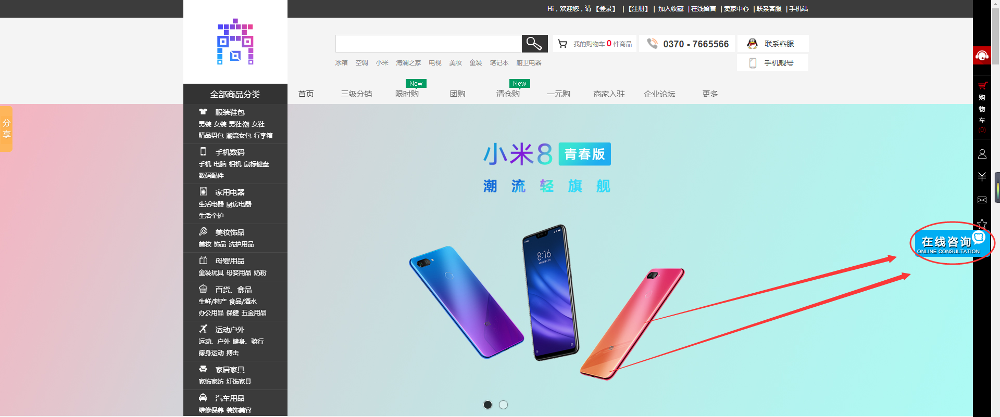 Hi，欢迎您，请 【登录】 | 【注册】 | 加入收藏 | 在线留言 | 卖家中心 | 联系客服 | 手机站
我的购物车 0 件商品
0370 - 7665566
联系客服
冰箱 空调 小米 海澜之家 电视 美妆 童装 笔记本 厨卫电器
手机靓号
New
New
全部商品分类
首页 三级分销 限时购 团购 清仓购 一元购 商家入驻 企业论坛 更多
分享
服装鞋包
男装 女装 男鞋·潮 女鞋
精品男包 潮流女包 行李箱
手机数码
手机 电脑 相机 鼠标键盘
数码配件
家用电器
生活电器 厨房电器
生活个护
美妆饰品
美妆 饰品 洗护用品
母婴用品
童装玩具 母婴用品 奶粉
百货、食品
生鲜/特产 食品/酒水
办公用品 保健 五金用品
运动户外
运动、户外 健身、骑行
瘦身运动 搏击
家居家具
家饰家纺 灯饰家具
汽车用品
维修保养 装饰美容
小米8 青春版
潮流轻旗舰
8:16
购物车
(0)
在线咨询
ONLINE CONSULTATION